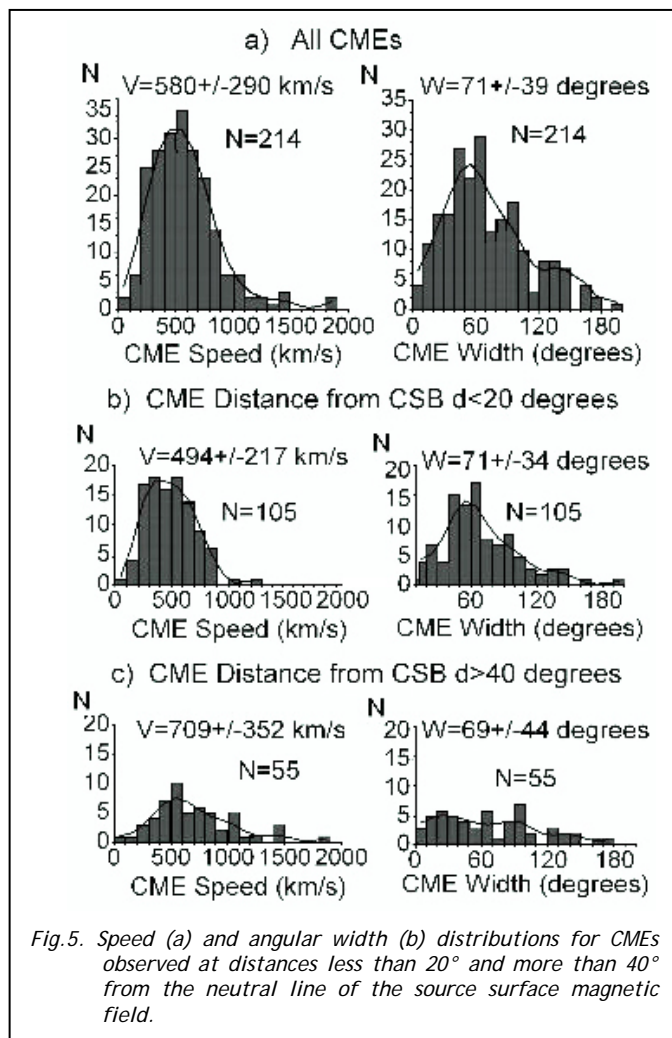 a) All CMEs
N
V=580+/-290 km/s
N=214
35
30
25
20
15
10
5
0
0 500 1000 1500 2000
CME Speed (km/s)
N
W=71+/-39 degrees
N=214
35
30
25
20
15
10
5
0
0 60 120 180
CME Width (degrees)
b) CME Distance from CSB d<20 degrees
N
V=494+/-217 km/s
N=105
20
15
10
5
0
0 500 1000 1500 2000
CME Speed (km/s)
N
W=71+/-34 degrees
N=105
20
15
10
5
0
0 60 120 180
CME Width (degrees)
c) CME Distance from CSB d>40 degrees
N
V=709+/-352 km/s
N=55
20
15
10
5
0
0 500 1000 1500 2000
CME Speed (km/s)
N
W=69+/-44 degrees
N=55
20
15
10
5
0
0 60 120 180
CME Width (degrees)
Fig.5. Speed (a) and angular width (b) distributions for CMEs
observed at distances less than 20° and more than 40°
from the neutral line of the source surface magnetic
field.